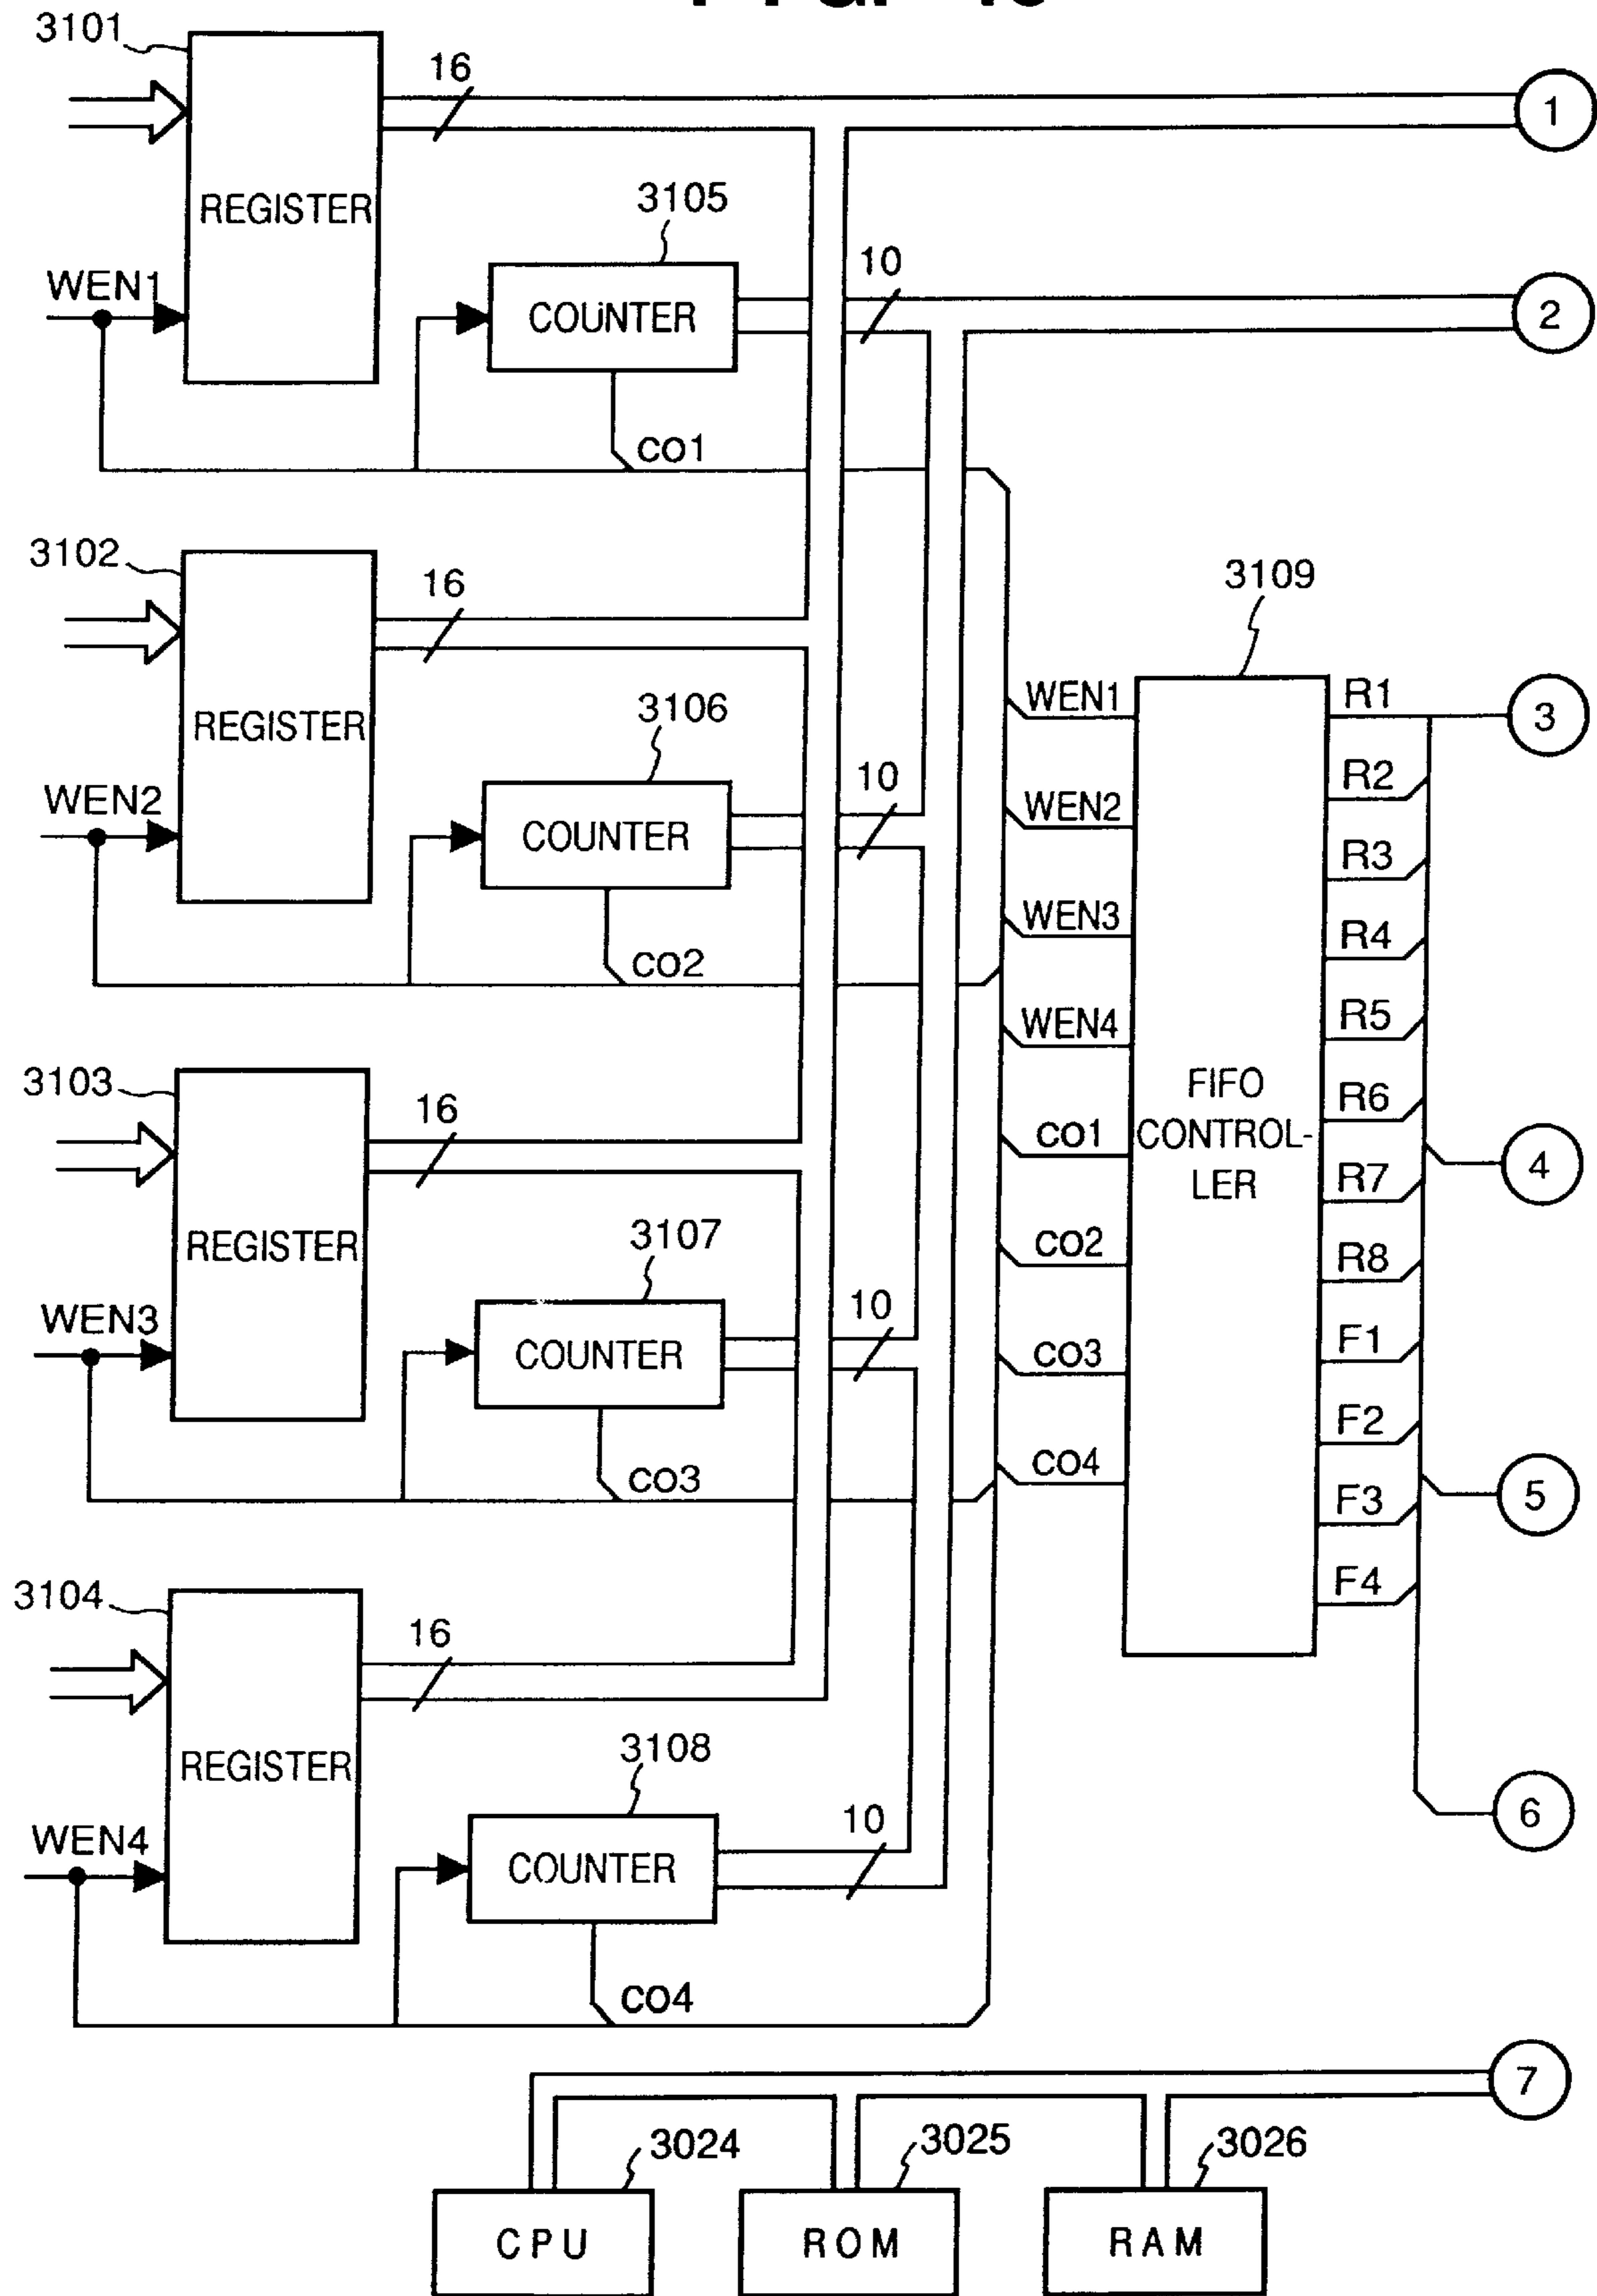 3101
16
1
REGISTER
3105
WEN1
10
COUNTER
2
CO1
3102
16
3109
REGISTER
3106
WEN1
R1
3
WEN2
10
R2
COUNTER
WEN2
R3
CO2
WEN3
R4
WEN4
R5
3103
16
FIFO
CONTROL-
LER
CO1
R6
4
REGISTER
3107
R7
CO2
R8
WEN3
10
COUNTER
CO3
F1
F2
CO3
CO4
5
F3
3104
16
F4
REGISTER
3108
6
WEN4
10
COUNTER
CO4
7
3024
3025
3026
CPU
ROM
RAM